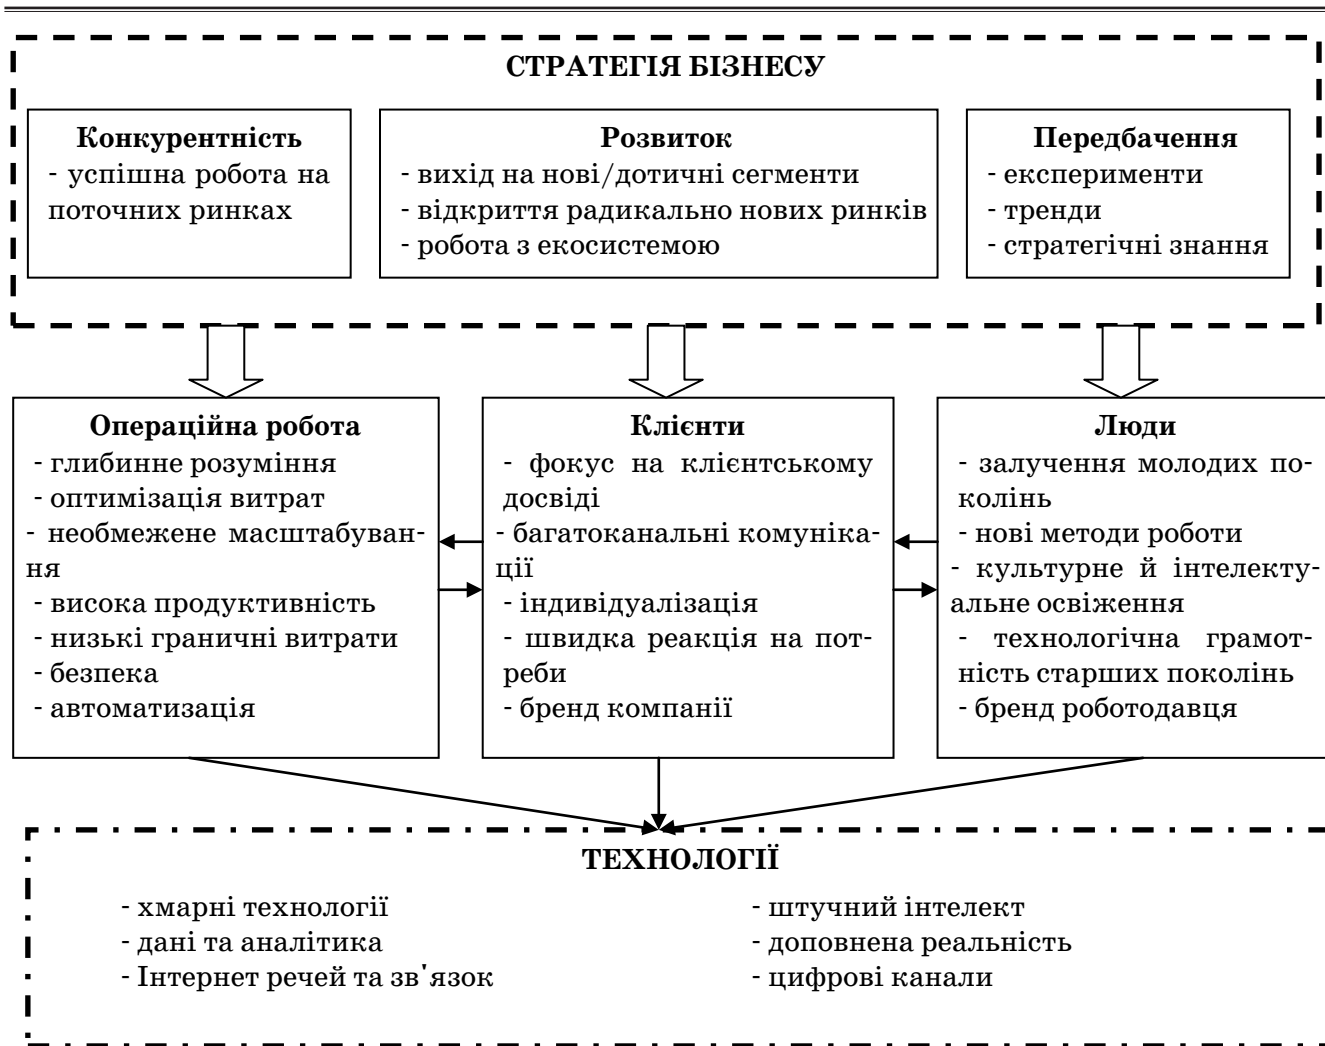 СТРАТЕГІЯ БІЗНЕСУ
Конкурентність
- успішна робота на
поточних ринках
Розвиток
- вихід на нові/дотичні сегменти
- відкриття радикально нових ринків
- робота з екосистемою
Передбачення
- експерименти
- тренди
- стратегічні знання
Операційна робота
- глибинне розуміння
- оптимізація витрат
- необмежене масштабуван-
ня
- висока продуктивність
- низькі граничні витрати
- безпека
- автоматизація
Клієнти
- фокус на клієнтському
досвіді
- багатоканальні комуніка-
ції
- індивідуалізація
- швидка реакція на пот-
реби
- бренд компанії
Люди
- залучення молодих по-
колінь
- нові методи роботи
- культурне й інтелекту-
альне освіження
- технологічна грамот-
ність старших поколінь
- бренд роботодавця
ТЕХНОЛОГІЇ
- хмарні технології
- дані та аналітика
- Інтернет речей та зв'язок
- штучний інтелект
- доповнена реальність
- цифрові канали